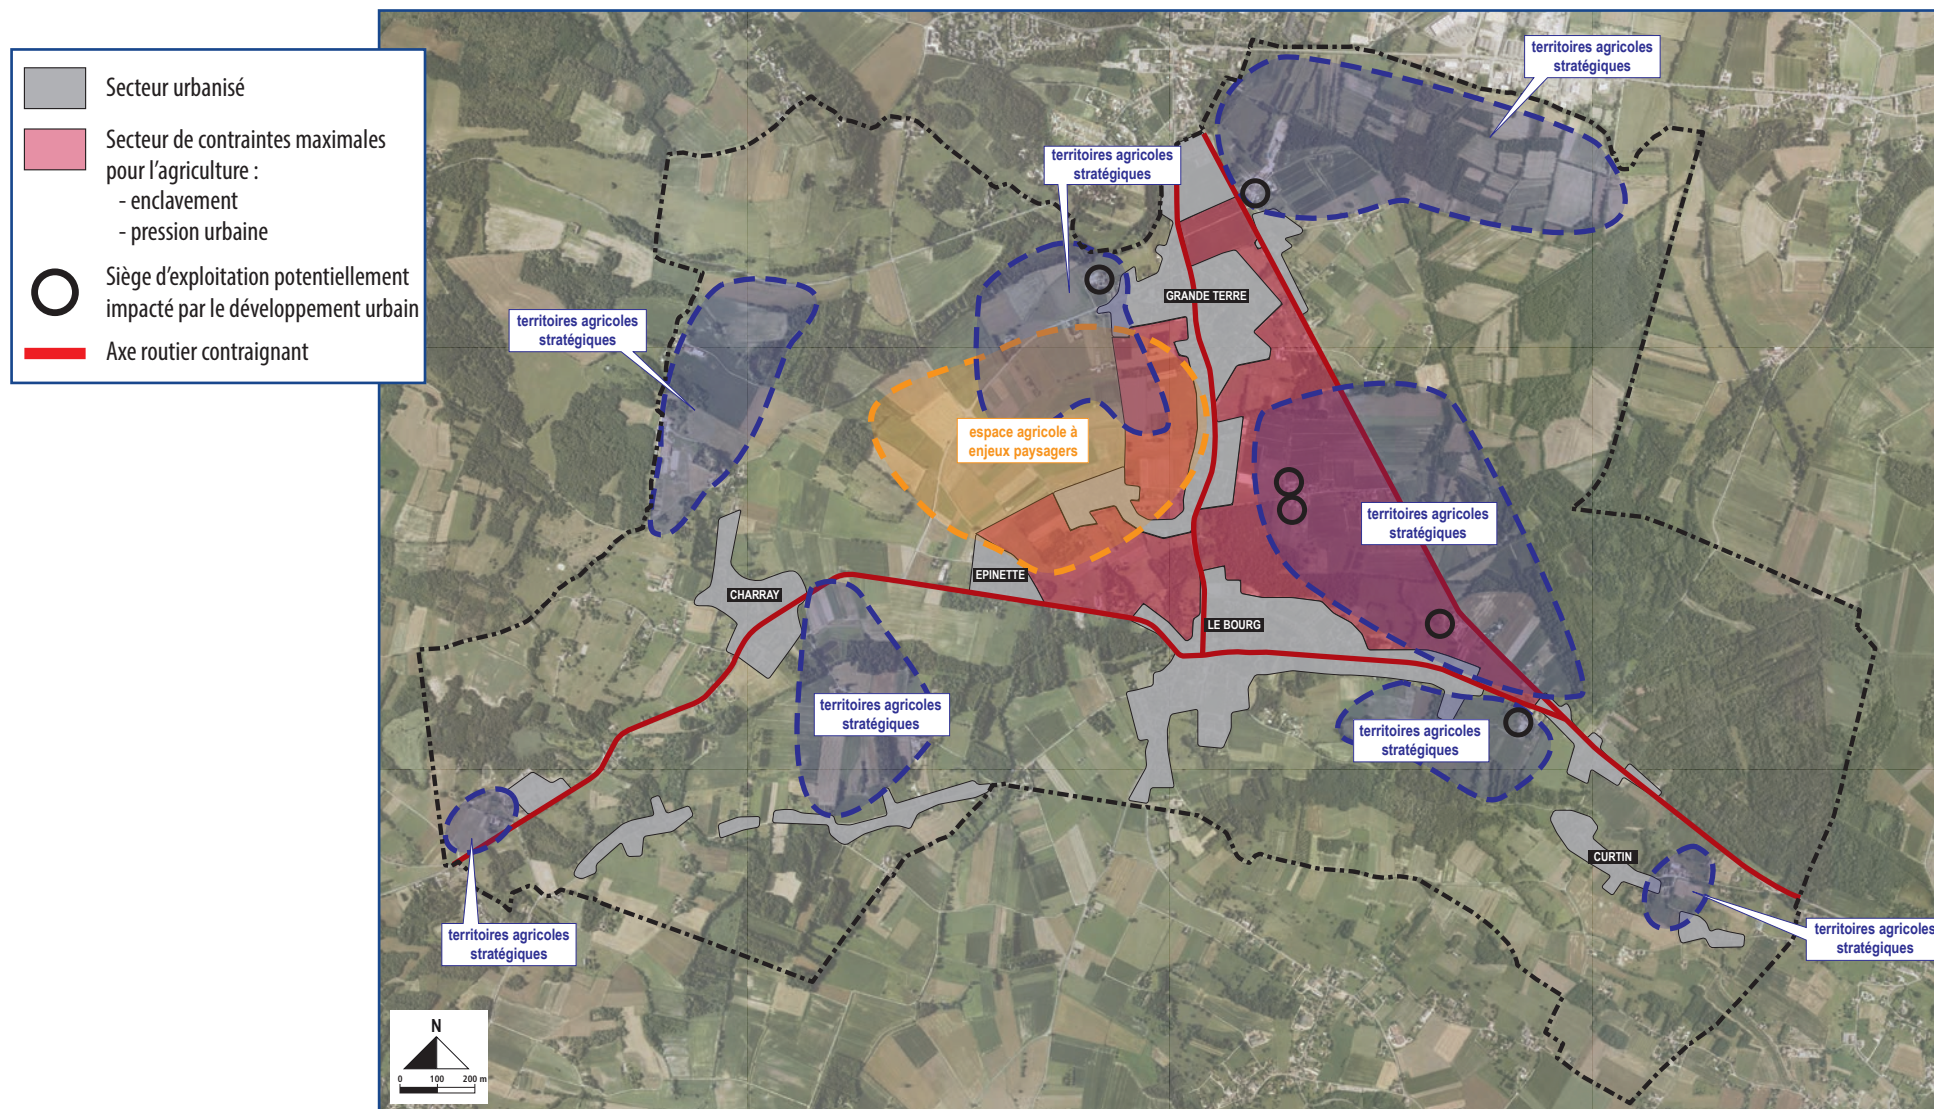 Secteur urbanisé
Secteur de contraintes maximales
pour l'agriculture :
- enclavement
- pression urbaine
Siège d'exploitation potentiellement
impacté par le développement urbain
Axe routier contraignant
territoires agricoles
stratégiques
territoires agricoles
stratégiques
territoires agricoles
stratégiques
GRANDE TERRE
espace agricole à
enjeux paysagers
territoires agricoles
stratégiques
EPINETTE
CHARRAY
LE BOURG
territoires agricoles
stratégiques
territoires agricoles
stratégiques
CURTIN
territoires agricoles
stratégiques
territoires agricoles
stratégiques
N
0 100 200 m